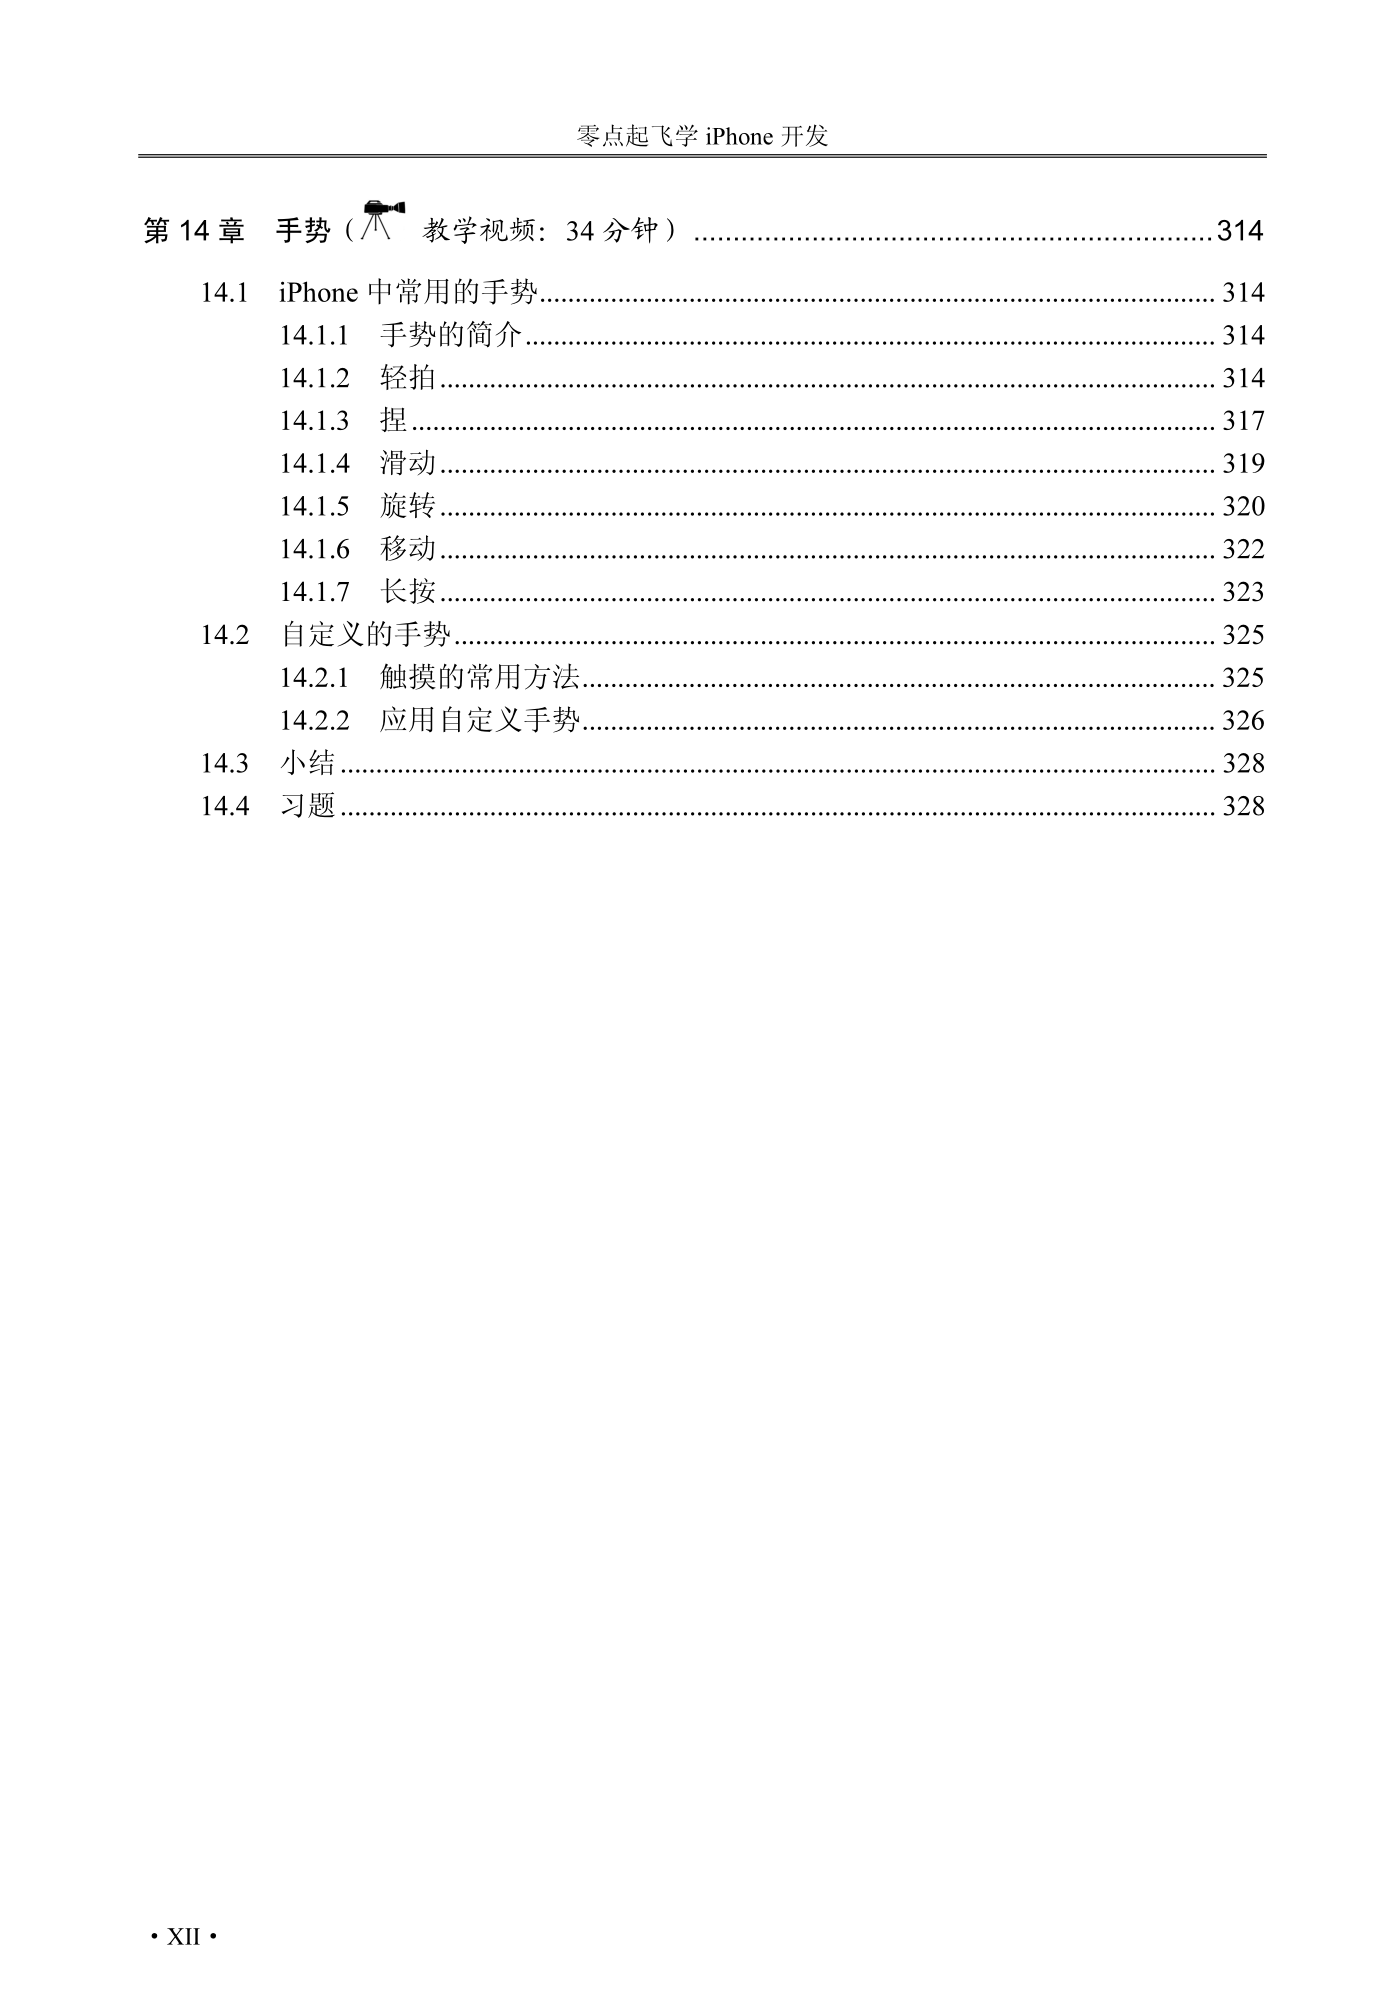 零点起飞学 iPhone 开发
第 14 章 手势（ 教学视频：34 分钟）......314
14.1 iPhone 中常用的手势......314
14.1.1 手势的简介......314
14.1.2 轻拍......314
14.1.3 捏......317
14.1.4 滑动......319
14.1.5 旋转......320
14.1.6 移动......322
14.1.7 长按......323
14.2 自定义的手势......325
14.2.1 触摸的常用方法......325
14.2.2 应用自定义手势......326
14.3 小结......328
14.4 习题......328
• XII •